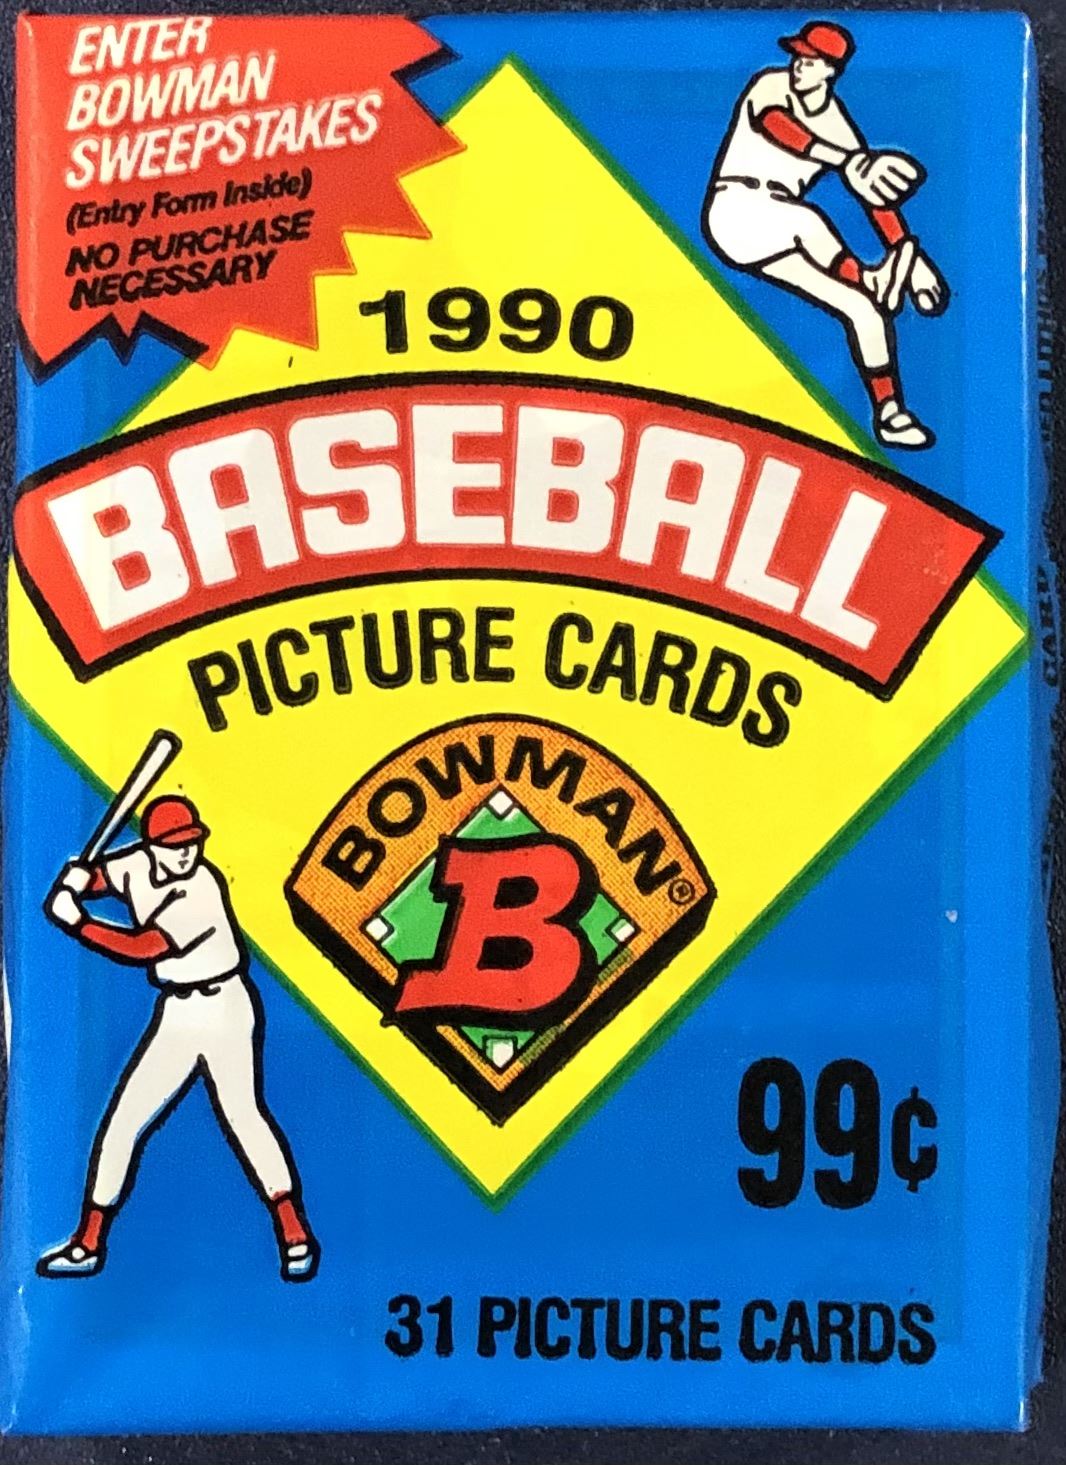 ENTER
BOWMAN
SWEEPSTAKES
(Entry Form Inside)
NO PURCHASE
NECESSARY
1990
BASEBALL
PICTURE CARDS
BOWMAN®
B
99¢
31 PICTURE CARDS